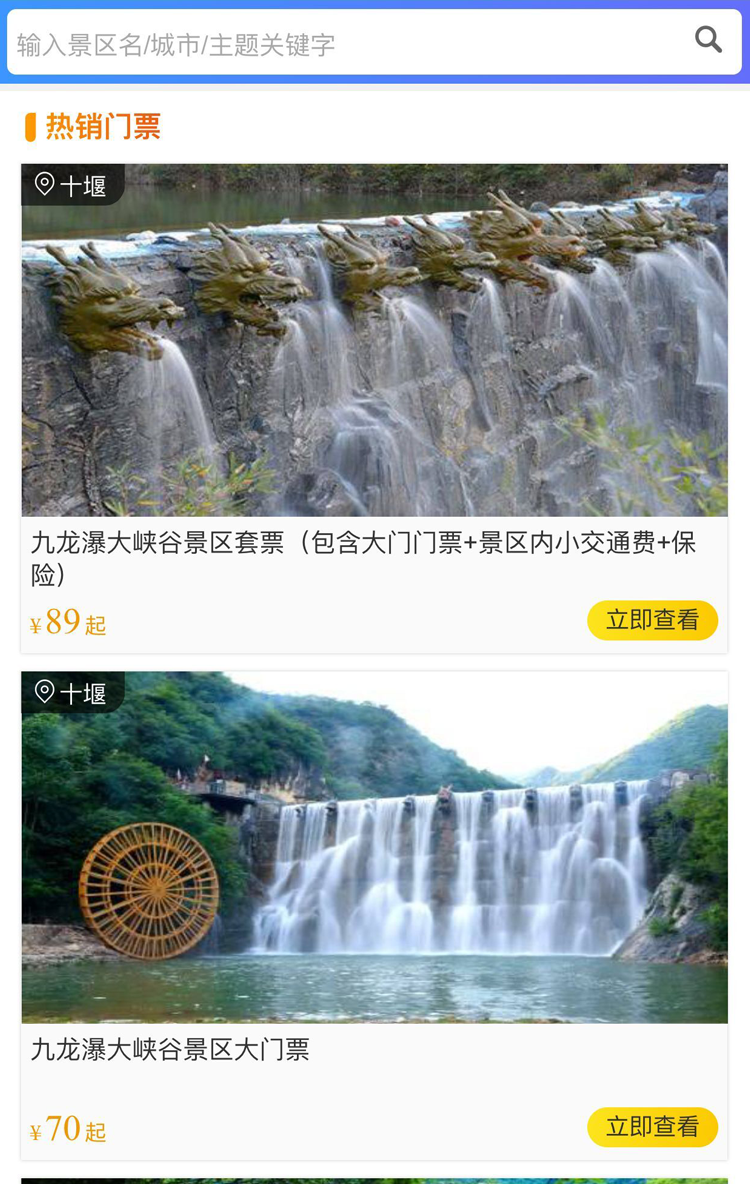 输入景区名/城市/主题关键字
热销门票
十堰
九龙瀑大峡谷景区套票（包含大门门票+景区内小交通费+保
险）
¥89起
立即查看
十堰
九龙瀑大峡谷景区大门票
¥70起
立即查看